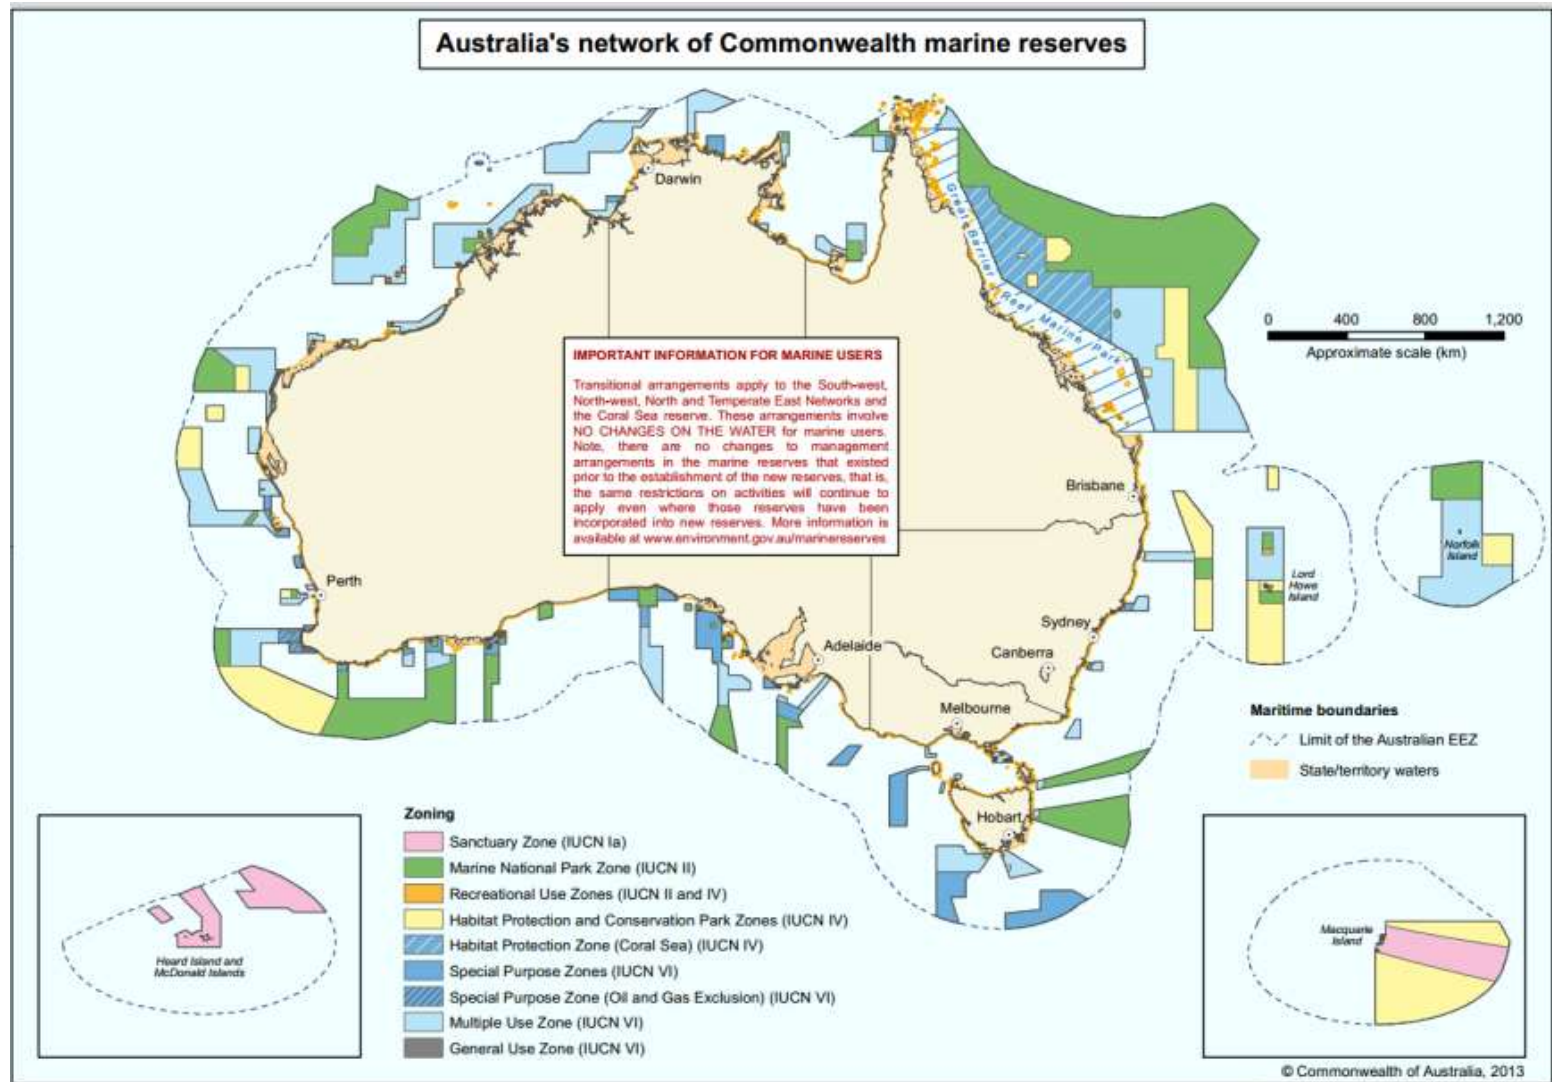 Australia's network of Commonwealth marine reserves
Darwin
Great Barrier Reef Marine Park
0 400 800 1,200
Approximate scale (km)
IMPORTANT INFORMATION FOR MARINE USERS
Transitional arrangements apply to the South-west,
North-west, North and Temperate East Networks and
the Coral Sea reserve. These arrangements involve
NO CHANGES ON THE WATER for marine users.
Note, there are no changes to management
arrangements in the marine reserves that existed
prior to the establishment of the new reserves, that is,
the same restrictions on activities will continue to
apply even where those reserves have been
incorporated into new reserves. More information is
available at www.environment.gov.au/marinereserves
Brisbane
Norfolk
Island
Perth
Lord
Howe
Island
Sydney
Adelaide
Canberra
Melbourne
Hobart
Maritime boundaries
Limit of the Australian EEZ
State/territory waters
Zoning
Sanctuary Zone (IUCN Ia)
Marine National Park Zone (IUCN II)
Recreational Use Zones (IUCN II and IV)
Habitat Protection and Conservation Park Zones (IUCN IV)
Habitat Protection Zone (Coral Sea) (IUCN IV)
Special Purpose Zones (IUCN VI)
Special Purpose Zone (Oil and Gas Exclusion) (IUCN VI)
Multiple Use Zone (IUCN VI)
General Use Zone (IUCN VI)
Heard Island and
McDonald Islands
Macquarie
Island
© Commonwealth of Australia, 2013